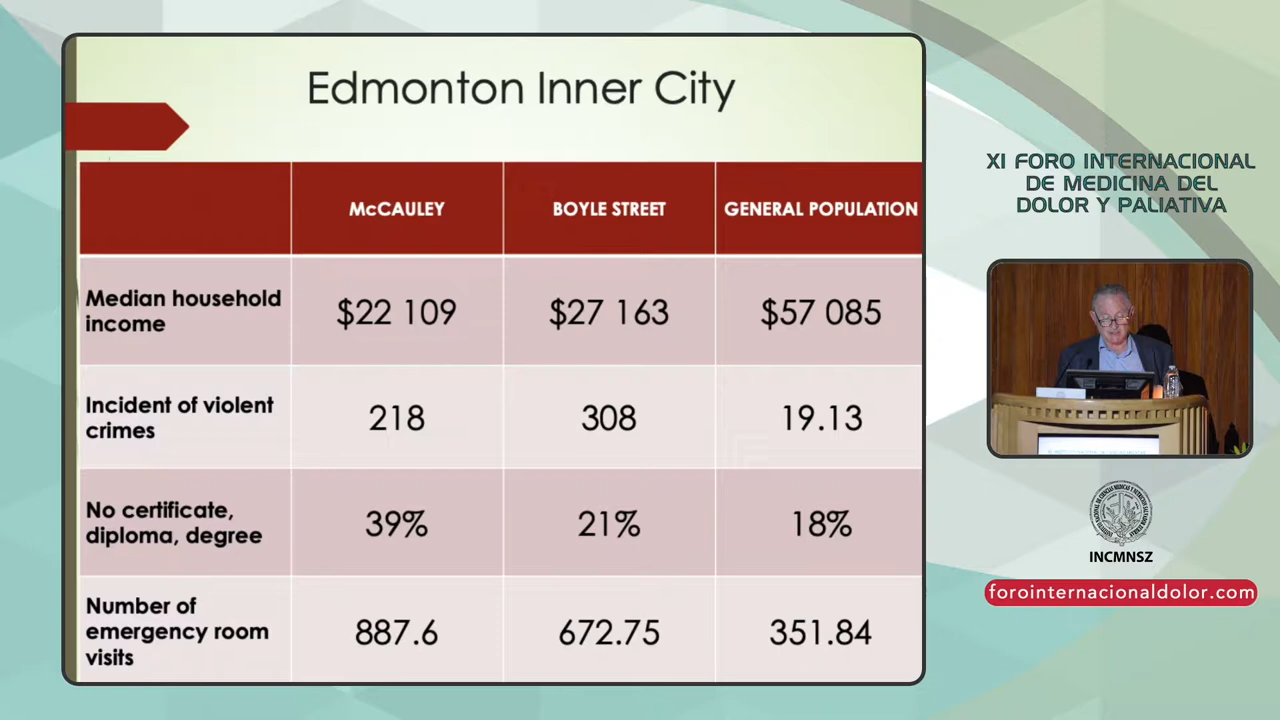 Edmonton Inner City
McCAULEY BOYLE STREET GENERAL POPULATION
Median household
income
$22 109 $27 163 $57 085
Incident of violent
crimes
218 308 19.13
No certificate,
diploma, degree
39% 21% 18%
Number of
emergency room
visits
887.6 672.75 351.84
XI FORO INTERNACIONAL
DE MEDICINA DEL
DOLOR Y PALIATIVA
INCMNSZ
forointernacionaldolor.com